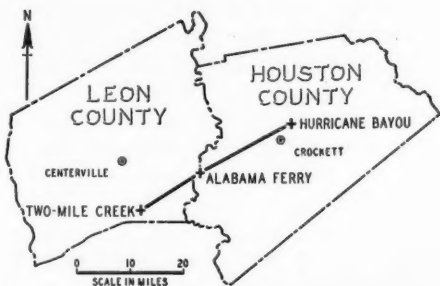 N
LEON
COUNTY
HOUSTON
COUNTY
HURRICANE BAYOU
CROCKETT
CENTERVILLE
ALABAMA FERRY
TWO-MILE CREEK
0 10 20
SCALE IN MILES